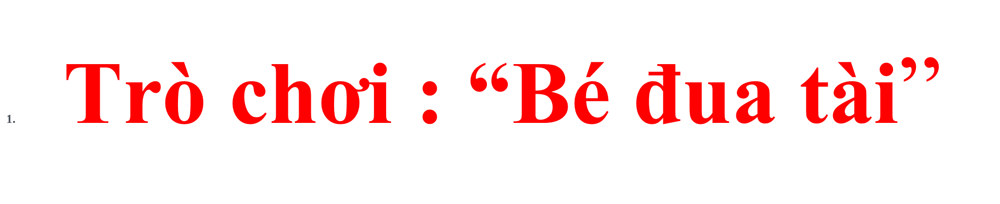 1. Trò chơi : “Bé đua tài”